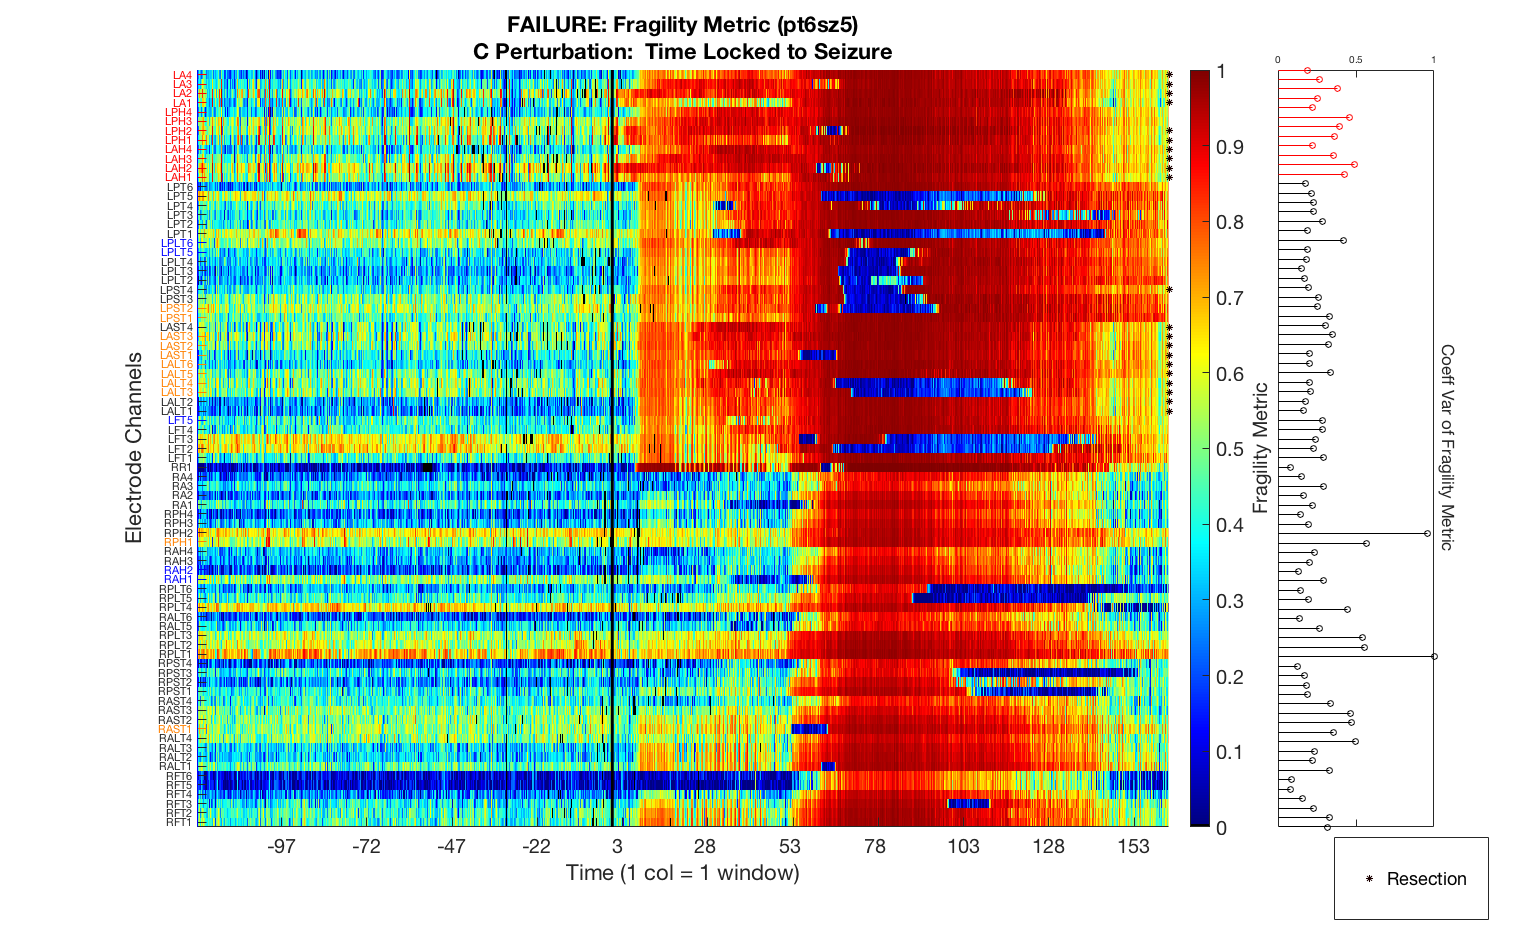 FAILURE: Fragility Metric (pt6sz5)
C Perturbation:  Time Locked to Seizure
Electrode Channels
LA4
LA3
LA2
LA1
LPH4
LPH3
LPH2
LPH1
LAH4
LAH3
LAH2
LAH1
LPT6
LPT5
LPT4
LPT3
LPT2
LPT1
LPLT6
LPLT5
LPLT4
LPLT3
LPLT2
LPST4
LPST3
LPST2
LPST1
LAST4
LAST3
LAST2
LAST1
LALT6
LALT5
LALT4
LALT3
LALT2
LALT1
LFT5
LFT4
LFT3
LFT2
LFT1
RR1
RA4
RA3
RA2
RA1
RPH4
RPH3
RPH2
RPH1
RAH4
RAH3
RAH2
RAH1
RPLT6
RPLT5
RPLT4
RALT6
RALT5
RPLT3
RPLT2
RPLT1
RPST4
RPST3
RPST2
RPST1
RAST4
RAST3
RAST2
RAST1
RALT4
RALT3
RALT2
RALT1
RFT6
RFT5
RFT4
RFT3
RFT2
RFT1
-97 -72 -47 -22 3 28 53 78 103 128 153
Time (1 col = 1 window)
1
0.9
0.8
0.7
0.6
0.5
0.4
0.3
0.2
0.1
0
Fragility Metric
0 0.5 1
Coeff Var of Fragility Metric
* Resection